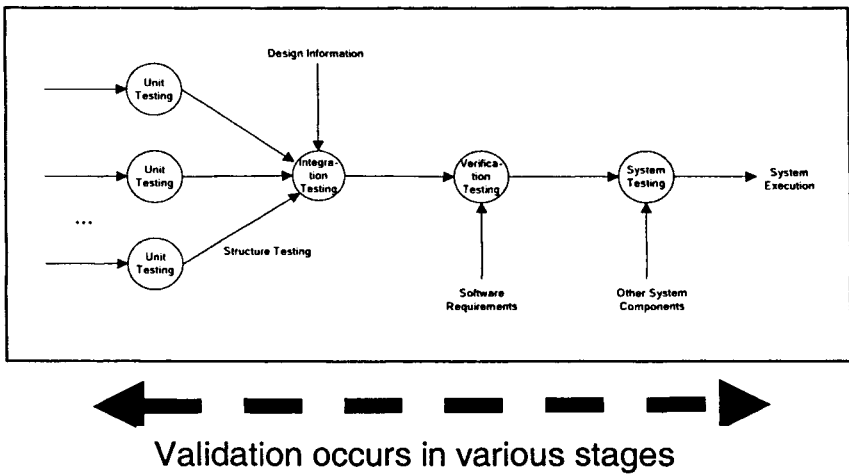 Design Information
Unit
Testing
Unit
Testing
...
Unit
Testing
Structure Testing
Integra-
tion
Testing
Verifica-
tion
Testing
System
Testing
System
Execution
Software
Requirements
Other System
Components
Validation occurs in various stages